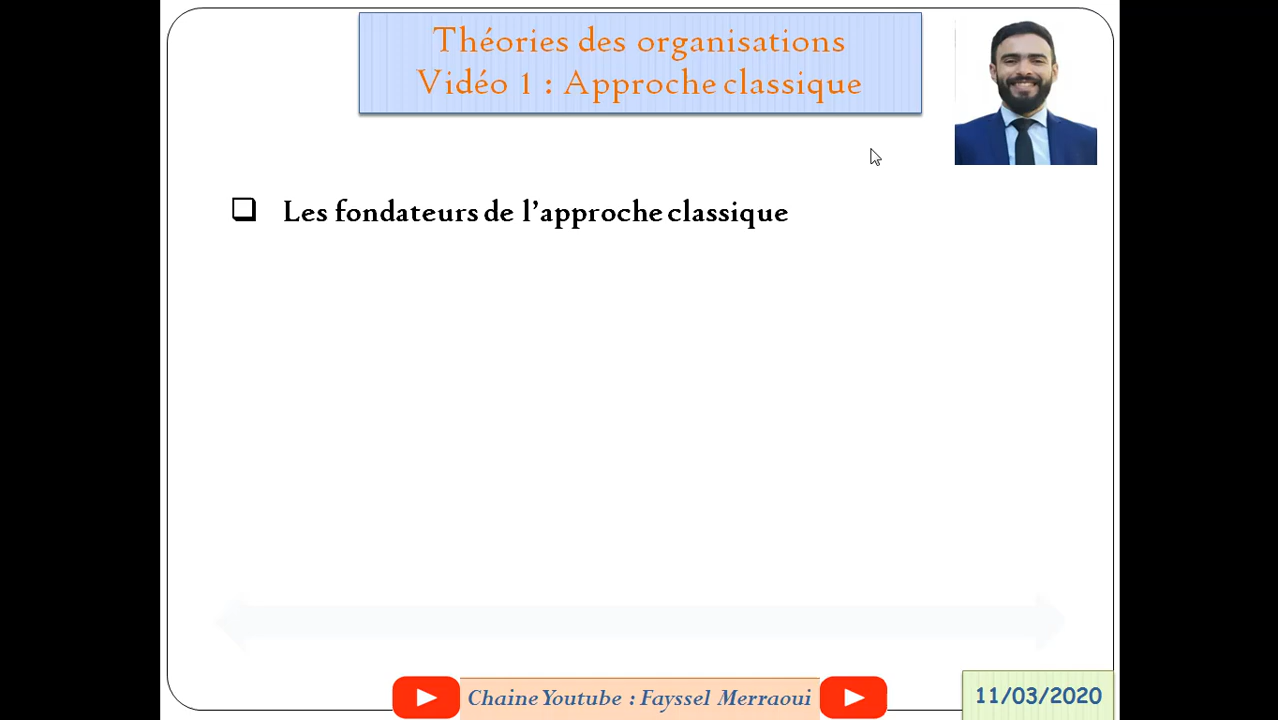 Théories des organisations
Vidéo 1 : Approche classique
❑ Les fondateurs de l’approche classique
Chaine Youtube : Fayssel Merraoui
11/03/2020